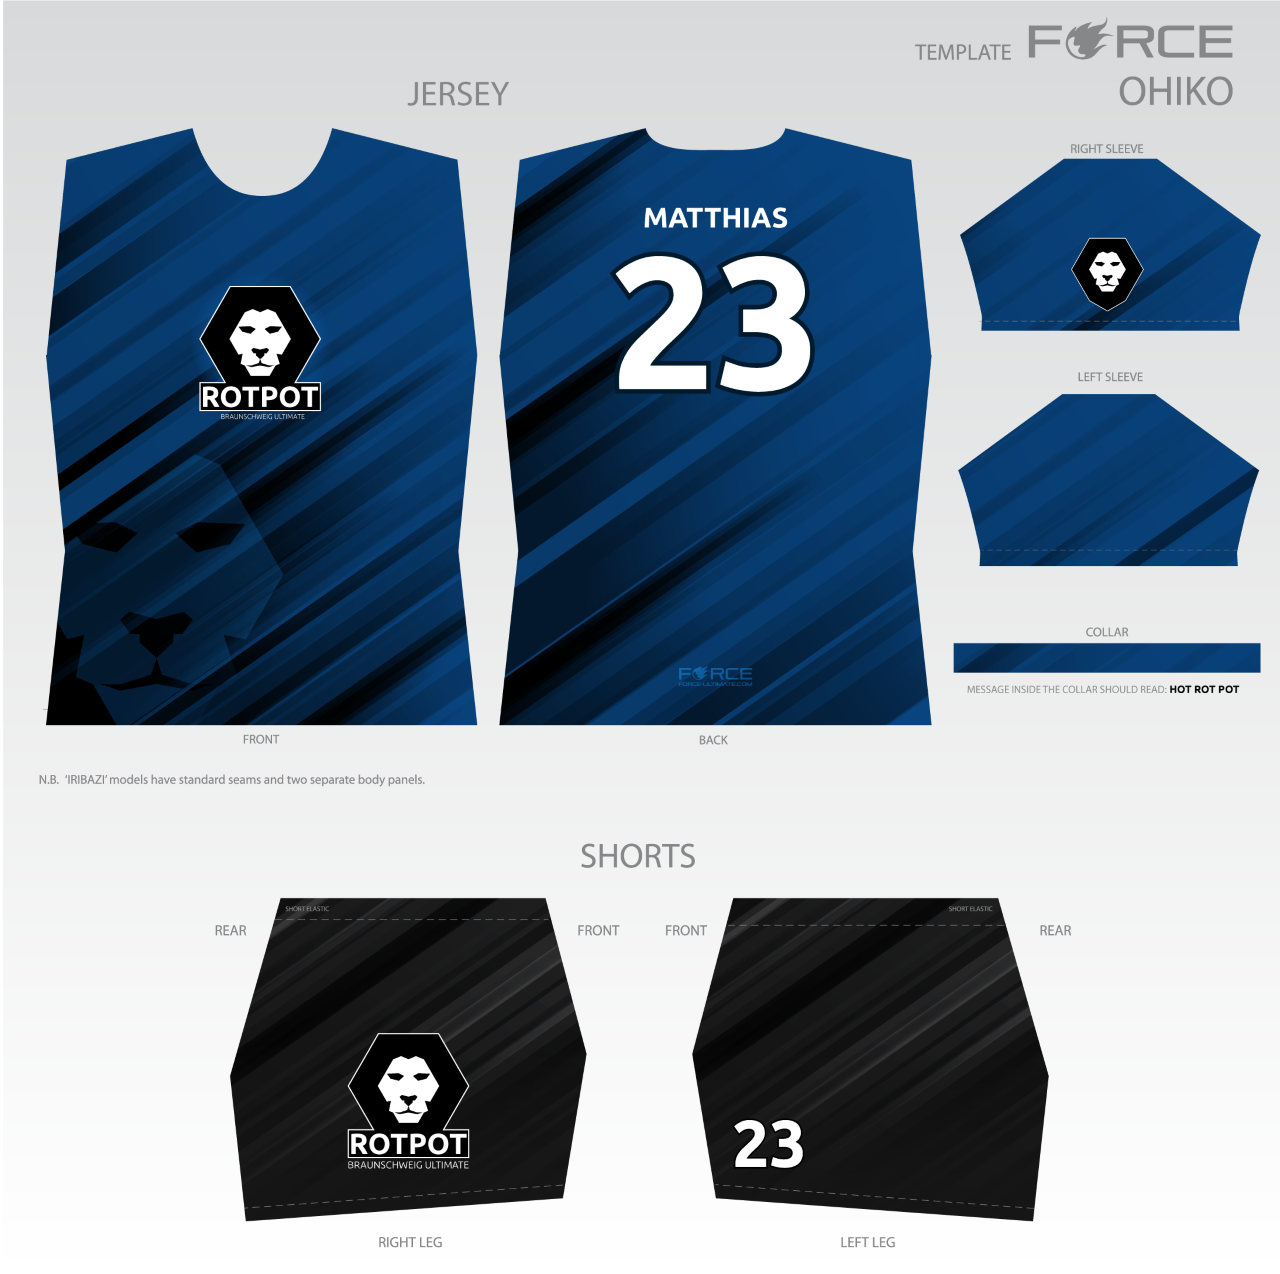 TEMPLATE FORCE
OHIKO
JERSEY
RIGHT SLEEVE
MATTHIAS
23
ROTPOT
BRAUNSCHWEIG ULTIMATE
LEFT SLEEVE
COLLAR
MESSAGE INSIDE THE COLLAR SHOULD READ: HOT ROT POT
FORCE
FORCE-ULTIMATE.COM
FRONT
BACK
N.B. 'IRIBAZI' models have standard seams and two separate body panels.
SHORTS
SHORT ELASTIC
SHORT ELASTIC
REAR
FRONT
FRONT
REAR
ROTPOT
BRAUNSCHWEIG ULTIMATE
23
RIGHT LEG
LEFT LEG